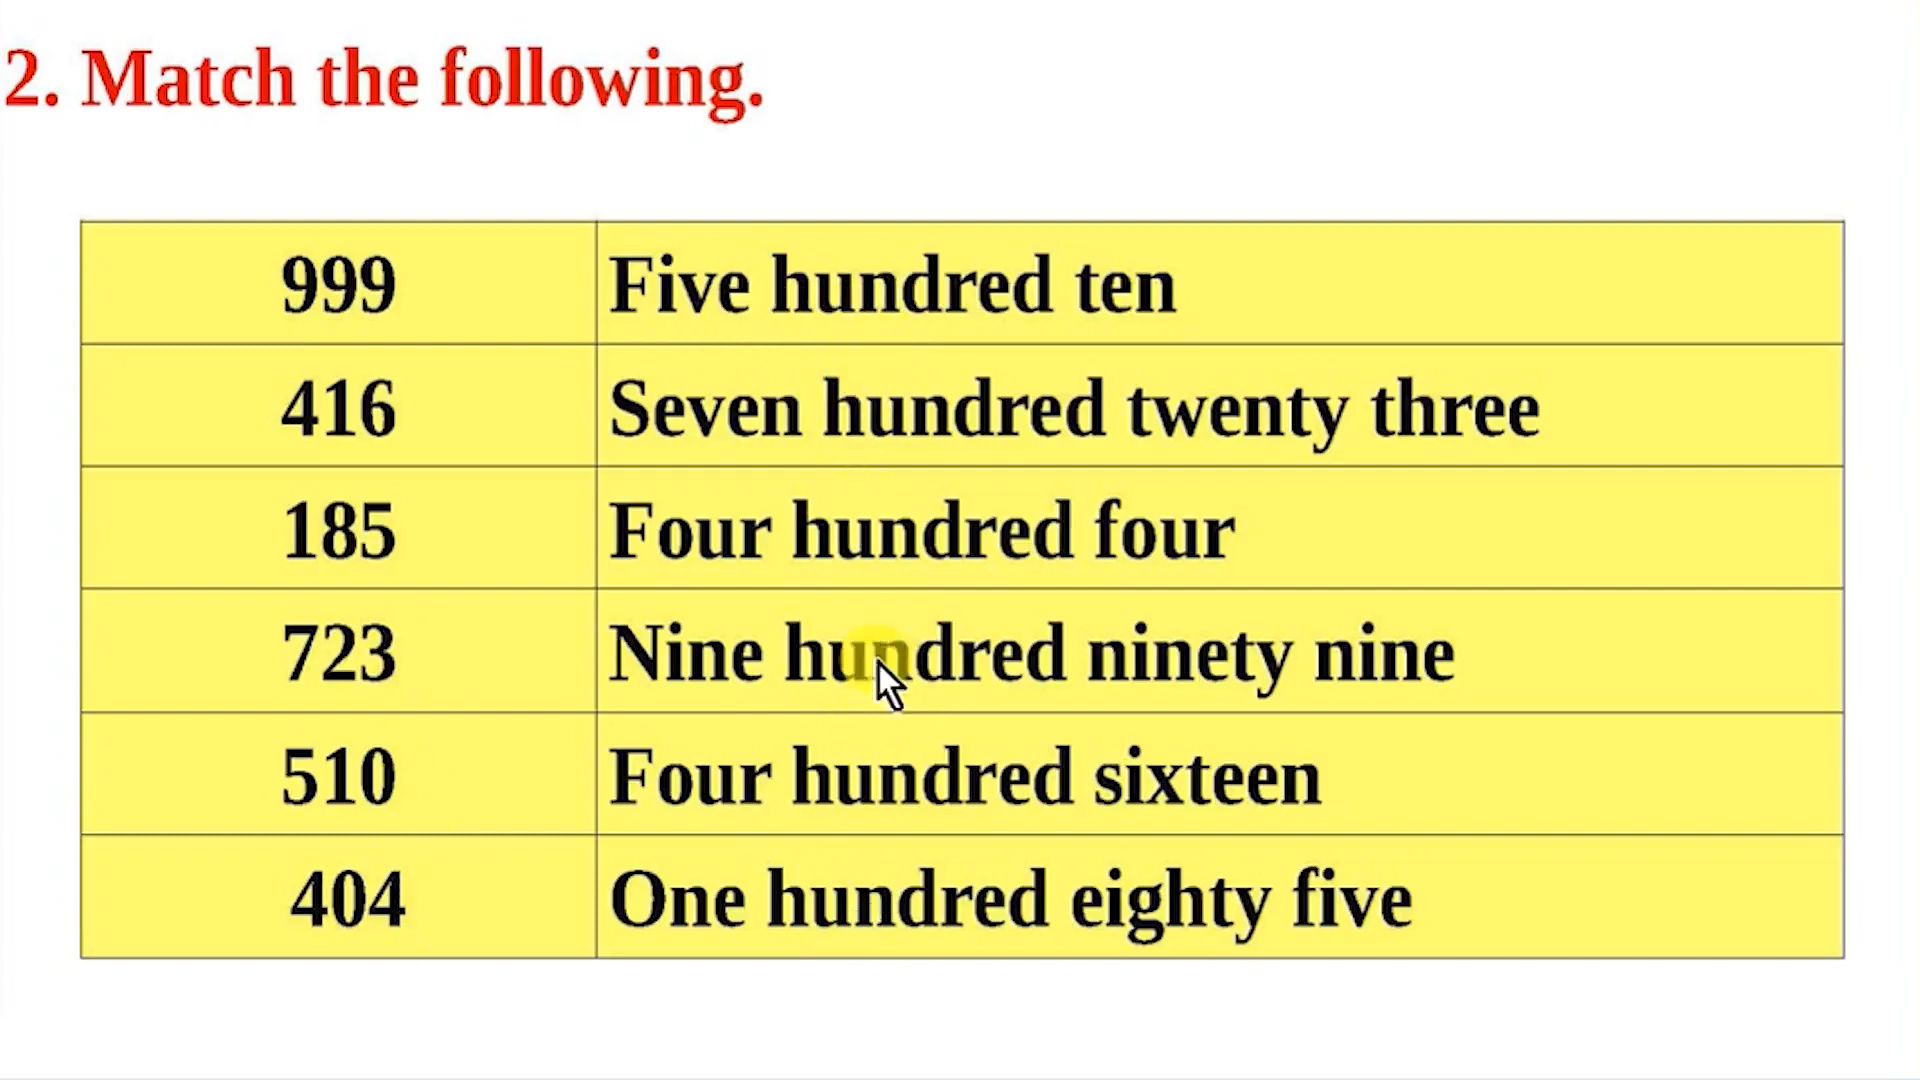 2. Match the following.
999 Five hundred ten
416 Seven hundred twenty three
185 Four hundred four
723 Nine hundred ninety nine
510 Four hundred sixteen
404 One hundred eighty five